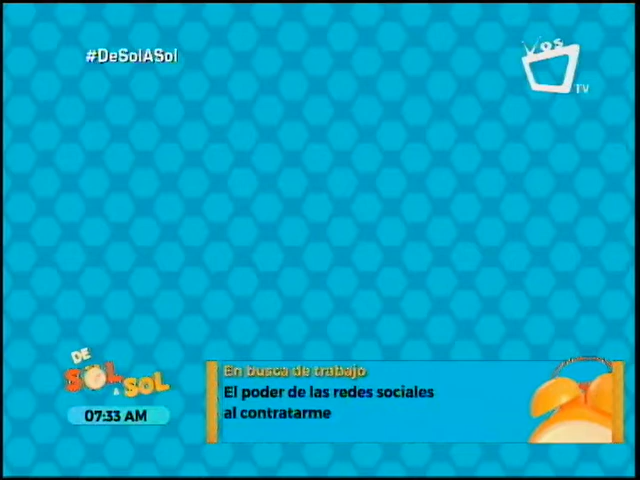 #DeSolASol
VOS
TV
DE
SOL
A
SOL
07:33 AM
En busca de trabajo
El poder de las redes sociales
al contratarme